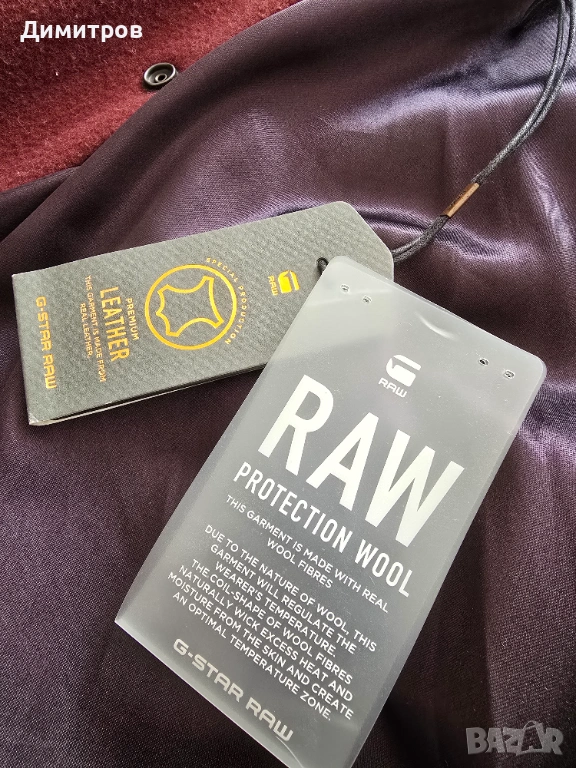 Димитров
SPECIAL PRODUCTION
RAW
PREMIUM
LEATHER
THIS GARMENT IS MADE FROM
REAL LEATHER.
G-STAR RAW
RAW
RAW
PROTECTION WOOL
THIS GARMENT IS MADE WITH REAL
WOOL FIBRES
DUE TO THE NATURE OF WOOL, THIS
GARMENT WILL REGULATE THE
WEARER'S TEMPERATURE.
THE COIL-SHAPE OF WOOL FIBRES
NATURALLY WICK EXCESS HEAT AND
MOISTURE FROM THE SKIN AND CREATE
AN OPTIMAL TEMPERATURE ZONE.
G-STAR RAW
BAZAR